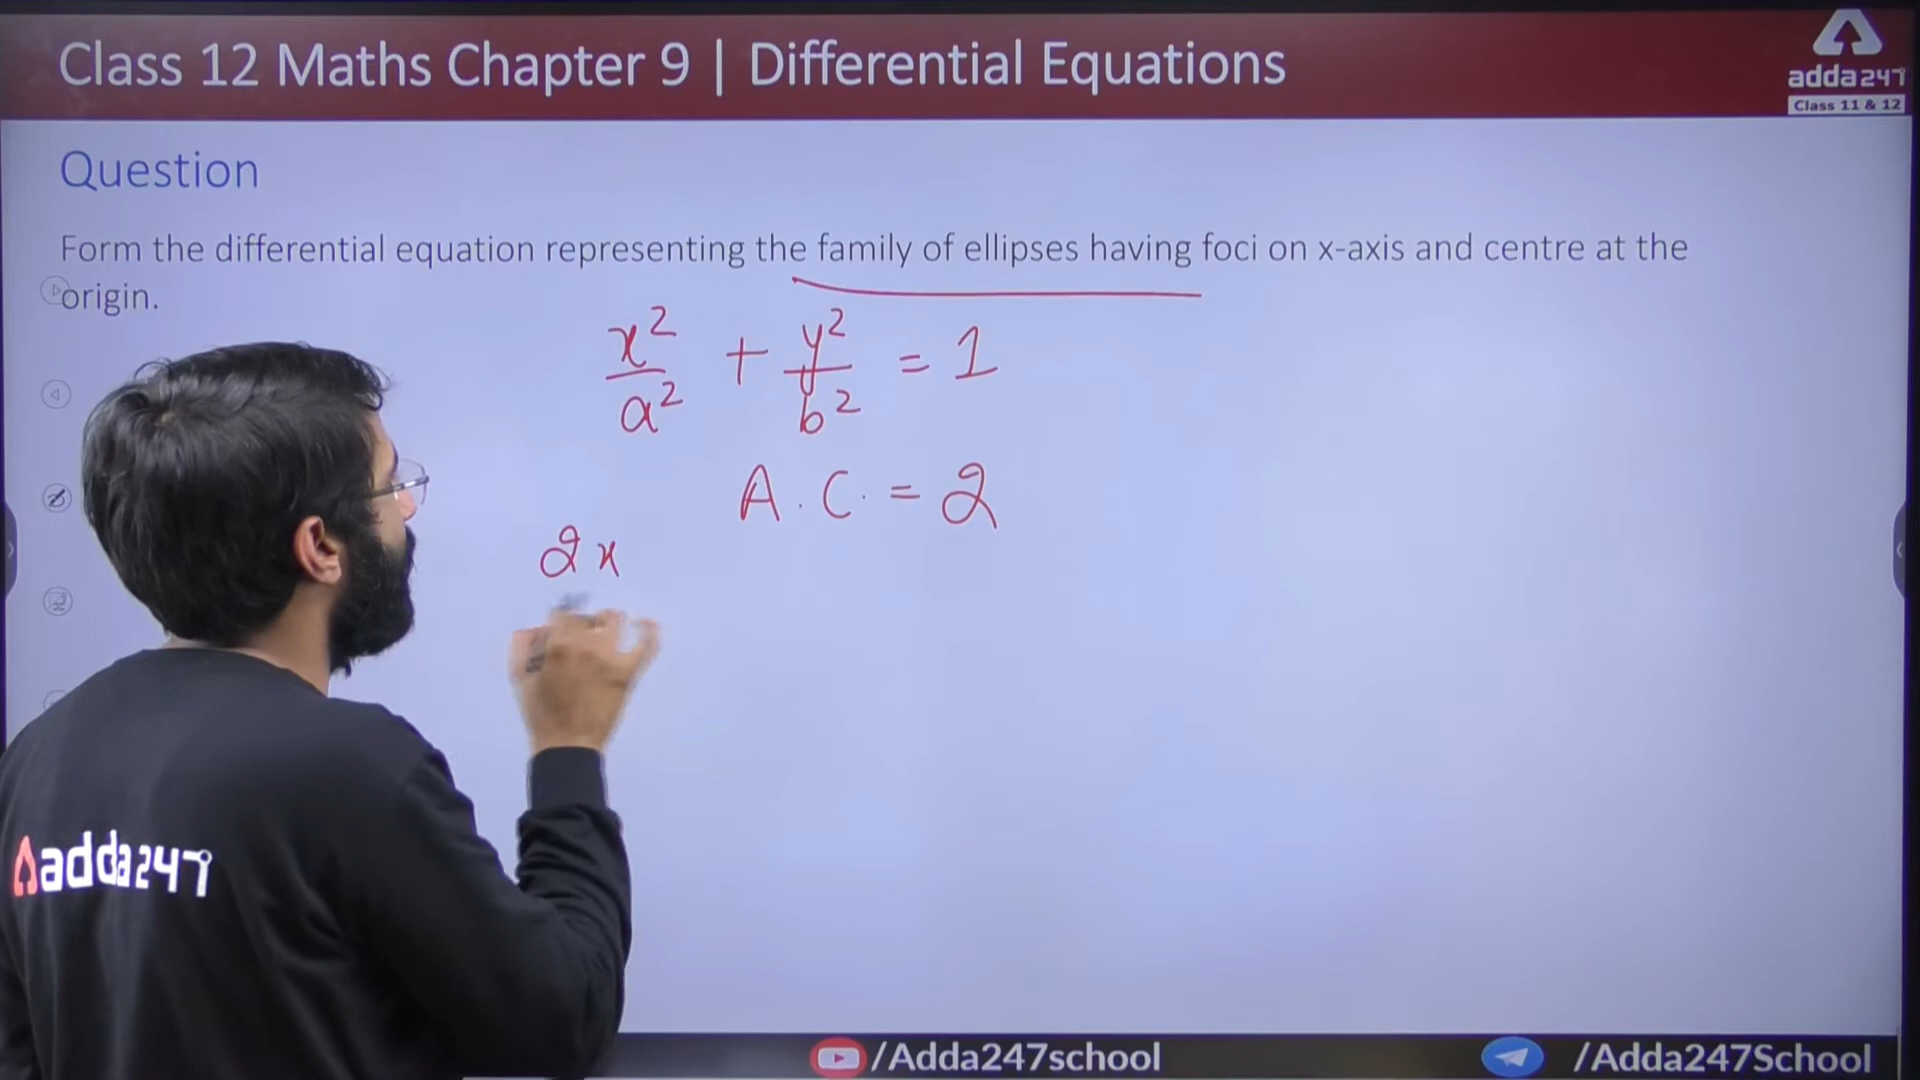 Class 12 Maths Chapter 9 | Differential Equations
adda247
Class 11 & 12
Question
Form the differential equation representing the family of ellipses having foci on x-axis and centre at the
origin.
x²/a² + y²/b² = 1
A.C. = 2
2x
adda247
/Adda247school
/Adda247School